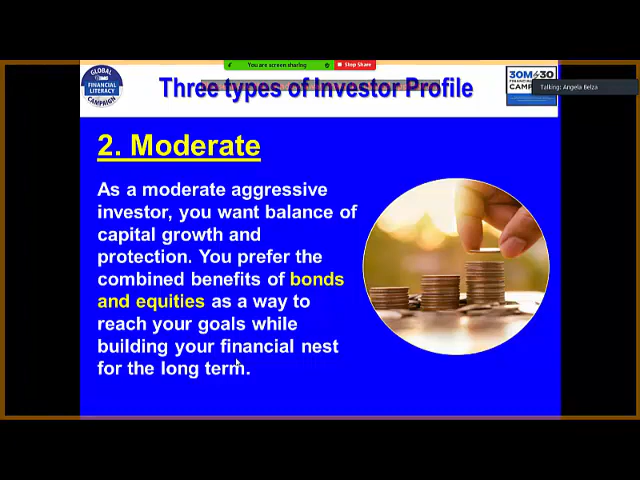 You are screen sharing
Stop Share
GLOBAL
FINANCIAL
LITERACY
CAMPAIGN
Three types of Investor Profile
30M 30
Talking: Angela Belza
2. Moderate
As a moderate aggressive
investor, you want balance of
capital growth and
protection. You prefer the
combined benefits of bonds
and equities as a way to
reach your goals while
building your financial nest
for the long term.